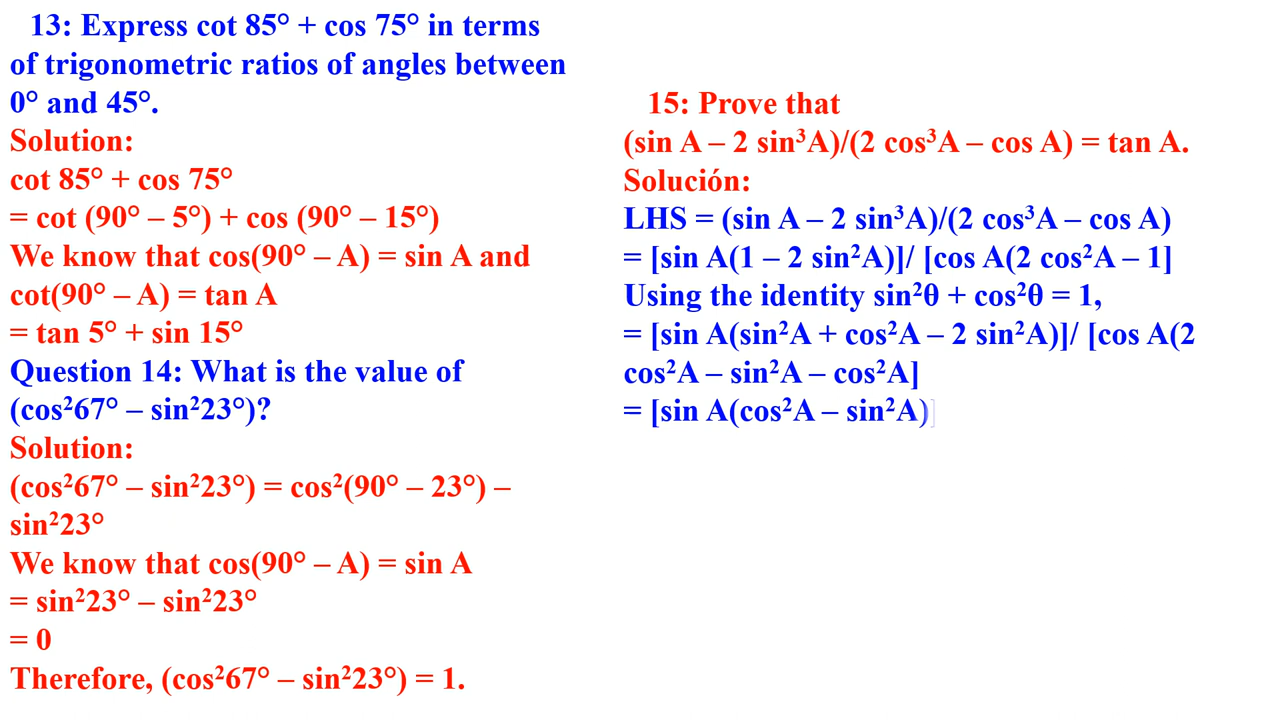 13: Express cot 85° + cos 75° in terms
of trigonometric ratios of angles between
0° and 45°.
Solution:
cot 85° + cos 75°
= cot (90° – 5°) + cos (90° – 15°)
We know that cos(90° – A) = sin A and
cot(90° – A) = tan A
= tan 5° + sin 15°
Question 14: What is the value of
(cos²67° – sin²23°)?
Solution:
(cos²67° – sin²23°) = cos²(90° – 23°) –
sin²23°
We know that cos(90° – A) = sin A
= sin²23° – sin²23°
= 0
Therefore, (cos²67° – sin²23°) = 1.
15: Prove that
(sin A – 2 sin³A)/(2 cos³A – cos A) = tan A.
Solución:
LHS = (sin A – 2 sin³A)/(2 cos³A – cos A)
= [sin A(1 – 2 sin²A)]/ [cos A(2 cos²A – 1]
Using the identity sin²θ + cos²θ = 1,
= [sin A(sin²A + cos²A – 2 sin²A)]/ [cos A(2
cos²A – sin²A – cos²A]
= [sin A(cos²A – sin²A)]